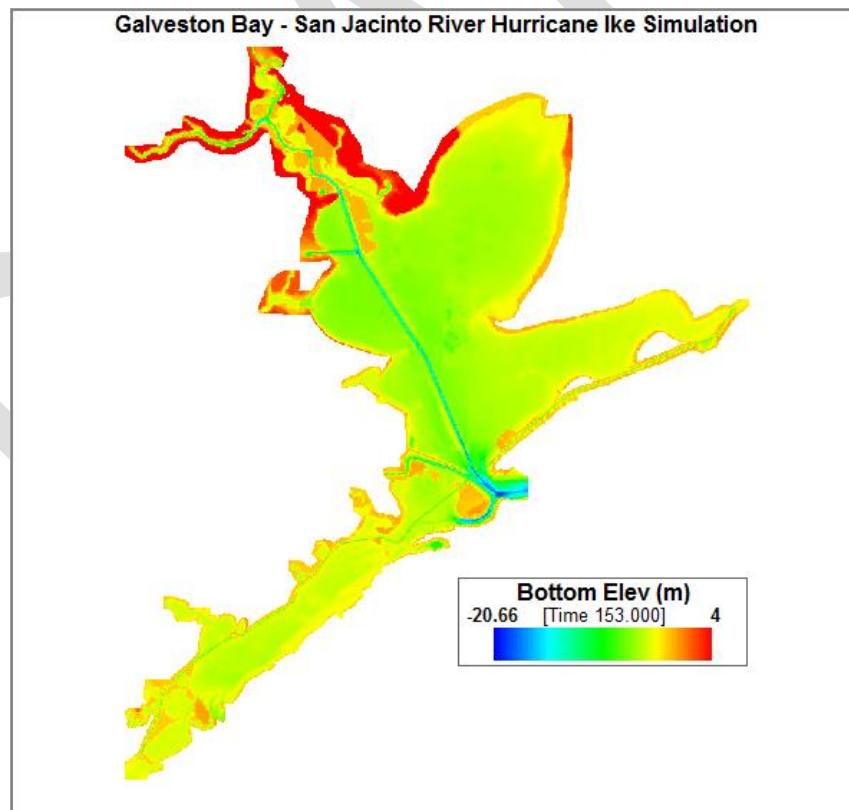 Galveston Bay - San Jacinto River Hurricane Ike Simulation
Bottom Elev (m)
-20.66 [Time 153.000] 4